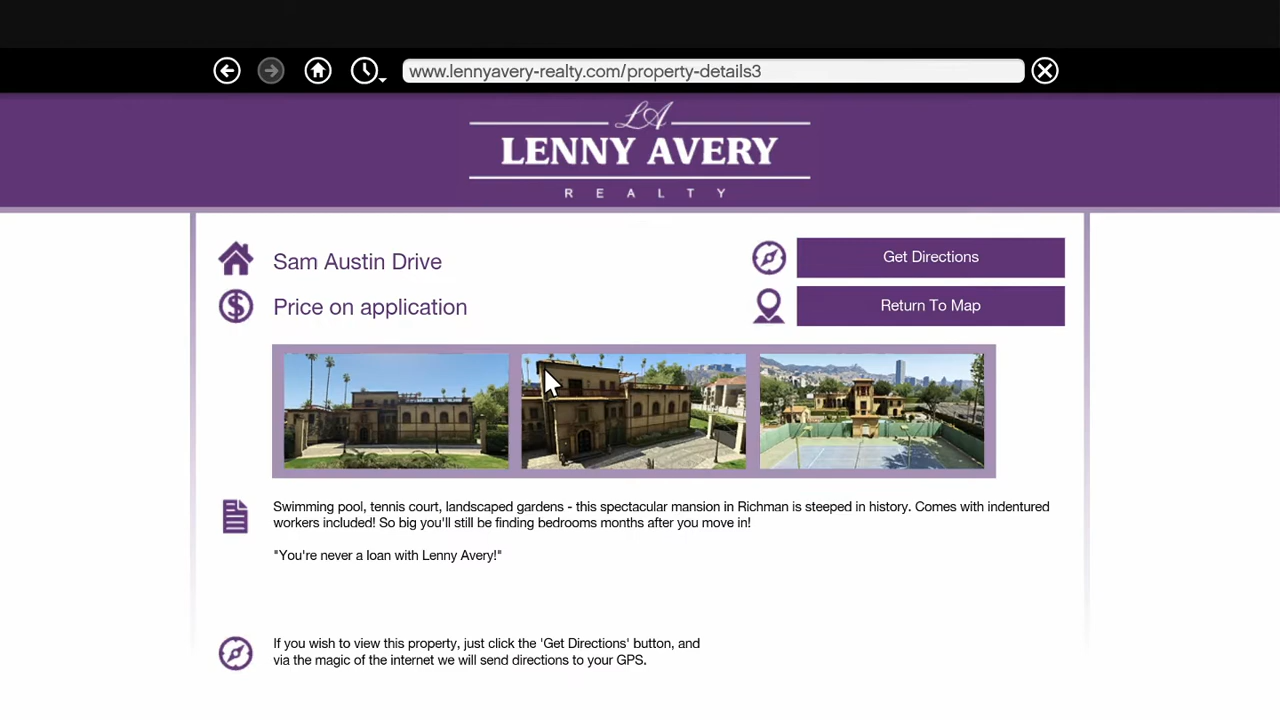 www.lennyavery-realty.com/property-details3
LA
LENNY AVERY
REALTY
Sam Austin Drive
Get Directions
Price on application
Return To Map
Swimming pool, tennis court, landscaped gardens - this spectacular mansion in Richman is steeped in history. Comes with indentured
workers included! So big you'll still be finding bedrooms months after you move in!
"You're never a loan with Lenny Avery!"
If you wish to view this property, just click the 'Get Directions' button, and
via the magic of the internet we will send directions to your GPS.